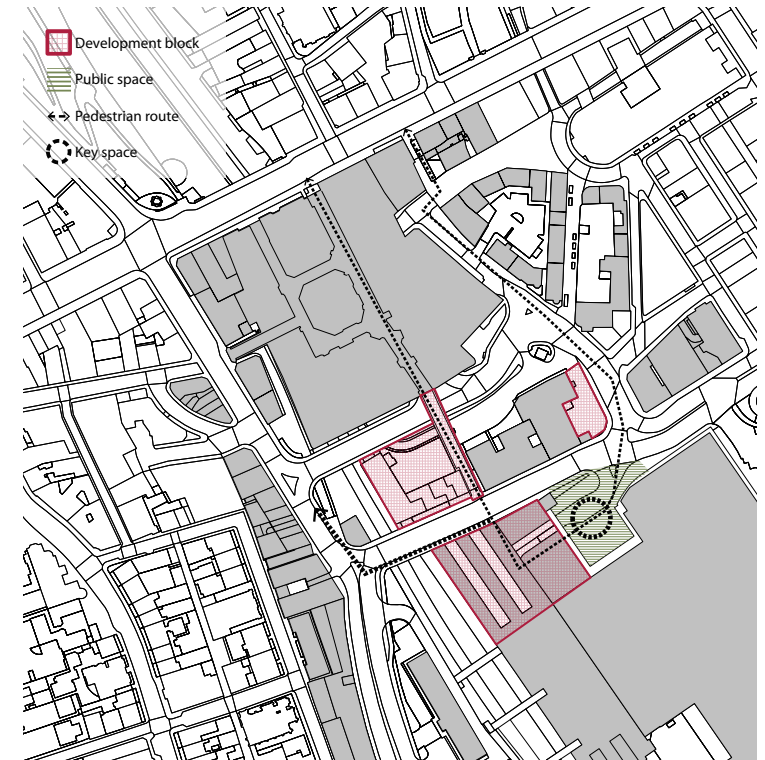 Development block
Public space
Pedestrian route
Key space